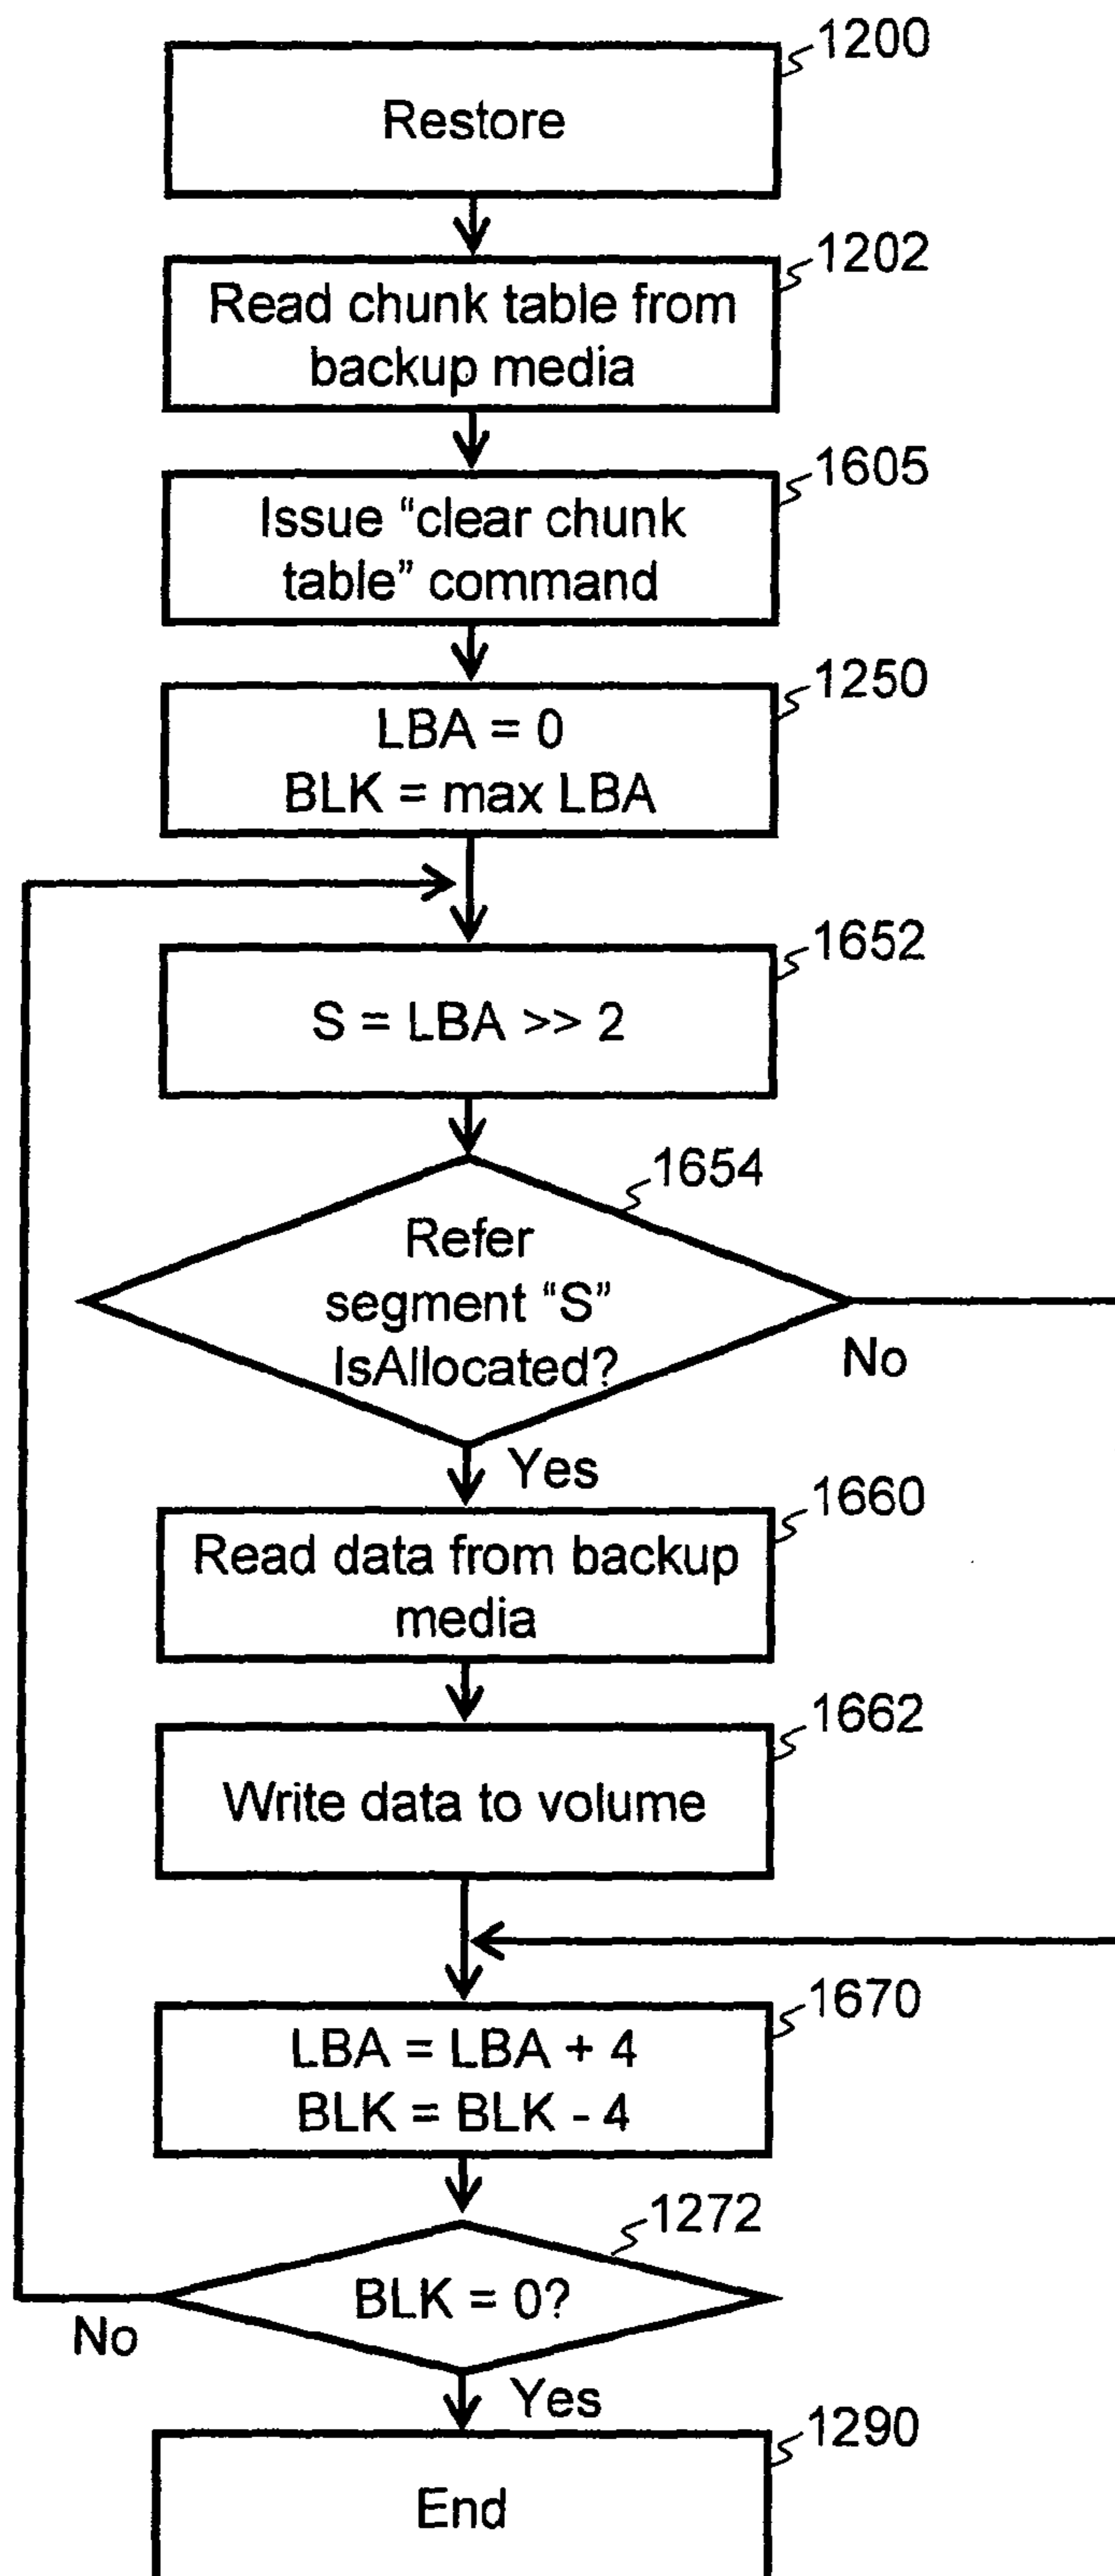 1200
Restore
1202
Read chunk table from
backup media
1605
Issue “clear chunk
table” command
1250
LBA = 0
BLK = max LBA
1652
S = LBA >> 2
1654
Refer
segment “S”
IsAllocated?
No
Yes
1660
Read data from backup
media
1662
Write data to volume
1670
LBA = LBA + 4
BLK = BLK - 4
1272
BLK = 0?
No
Yes
1290
End